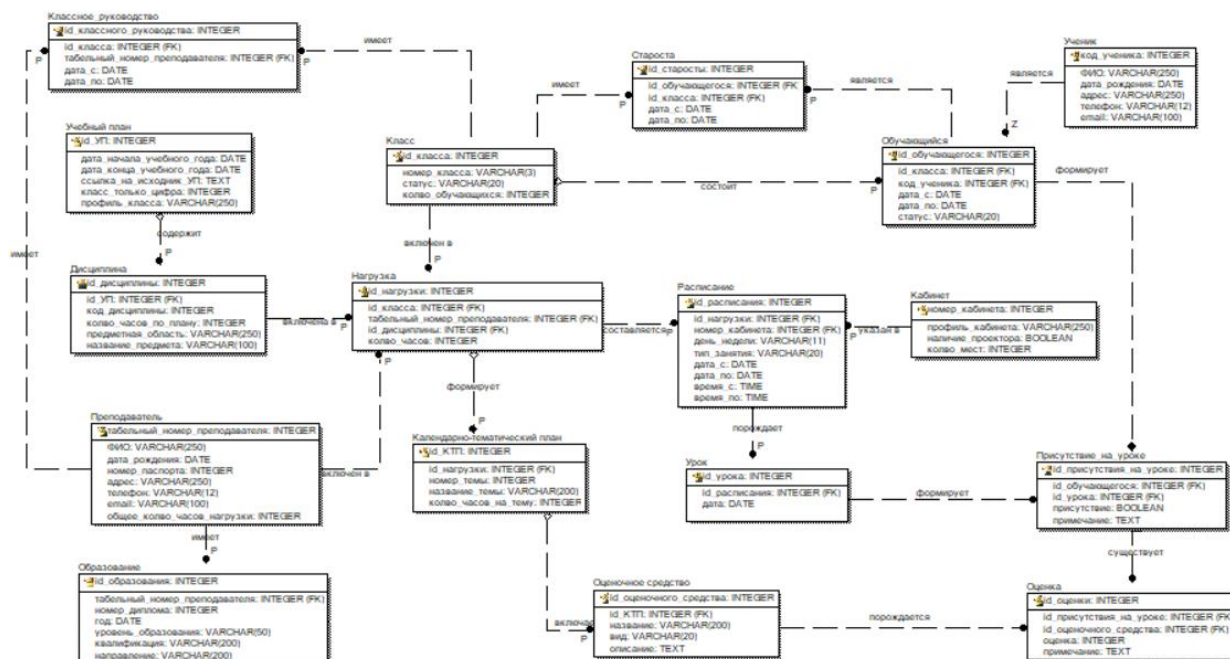 Классное_руководство
id_классного_руководства: INTEGER
id_класса: INTEGER (FK)
табельный_номер_преподавателя: INTEGER (FK)
дата_с: DATE
дата_по: DATE
имеет
P
P
Староста
id_старосты: INTEGER
id_обучающегося: INTEGER (FK
id_класса: INTEGER (FK)
дата_с: DATE
дата_по: DATE
имеет
P
является
P
Ученик
код_ученика: INTEGER
ФИО: VARCHAR(250)
дата_рождения: DATE
адрес: VARCHAR(250)
телефон: VARCHAR(12)
email: VARCHAR(100)
является
Z
Учебный план
id_УП: INTEGER
дата_начала_учебного_года: DATE
дата_конца_учебного_года: DATE
ссылка_на_исходник_УП: TEXT
класс_только_цифра: INTEGER
профиль_класса: VARCHAR(250)
содержит
P
имеет
Класс
id_класса: INTEGER
номер_класса: VARCHAR(3)
статус: VARCHAR(20)
колво_обучающихся: INTEGER
состоит
P
включен в
P
Обучающийся
id_обучающегося: INTEGER
id_класса: INTEGER (FK)
код_ученика: INTEGER (FK)
дата_с: DATE
дата_по: DATE
статус: VARCHAR(20)
формирует
Дисциплина
id_дисциплины: INTEGER
id_УП: INTEGER (FK)
код_дисциплины: INTEGER
колво_часов_по_плану: INTEGER
предметная_область: VARCHAR(250)
название_предмета: VARCHAR(100)
включена в
P
Нагрузка
id_нагрузки: INTEGER
id_класса: INTEGER (FK)
табельный_номер_преподавателя: INTEGER (FK)
id_дисциплины: INTEGER (FK)
колво_часов: INTEGER
составляется
P
P
формирует
P
Расписание
id_расписания: INTEGER
id_нагрузки: INTEGER (FK)
номер_кабинета: INTEGER (FK)
день_недели: VARCHAR(11)
тип_занятия: VARCHAR(20)
дата_с: DATE
дата_по: DATE
время_с: TIME
время_по: TIME
указан в
P
порождает
P
Кабинет
номер_кабинета: INTEGER
профиль_кабинета: VARCHAR(250)
наличие_проектора: BOOLEAN
колво_мест: INTEGER
Преподаватель
табельный_номер_преподавателя: INTEGER
ФИО: VARCHAR(250)
дата_рождения: DATE
номер_паспорта: INTEGER
адрес: VARCHAR(250)
телефон: VARCHAR(12)
email: VARCHAR(100)
общее_колво_часов_нагрузки: INTEGER
включен в
имеет
P
Календарно-тематический план
id_КТП: INTEGER
id_нагрузки: INTEGER (FK)
номер_темы: INTEGER
название_темы: VARCHAR(200)
колво_часов_на_тему: INTEGER
включает
P
Урок
id_урока: INTEGER
id_расписания: INTEGER (FK)
дата: DATE
формирует
Присутствие_на_уроке
id_присутствия_на_уроке: INTEGER
id_обучающегося: INTEGER (FK)
id_урока: INTEGER (FK)
присутствие: BOOLEAN
примечание: TEXT
существует
Образование
id_образования: INTEGER
табельный_номер_преподавателя: INTEGER (FK)
номер_диплома: INTEGER
год: DATE
уровень_образования: VARCHAR(50)
квалификация: VARCHAR(200)
направление: VARCHAR(200)
Оценочное средство
id_оценочного_средства: INTEGER
id_КТП: INTEGER (FK)
название: VARCHAR(200)
вид: VARCHAR(20)
описание: TEXT
порождается
Оценка
id_оценки: INTEGER
id_присутствия_на_уроке: INTEGER (FK
id_оценочного_средства: INTEGER (FK)
оценка: INTEGER
примечание: TEXT